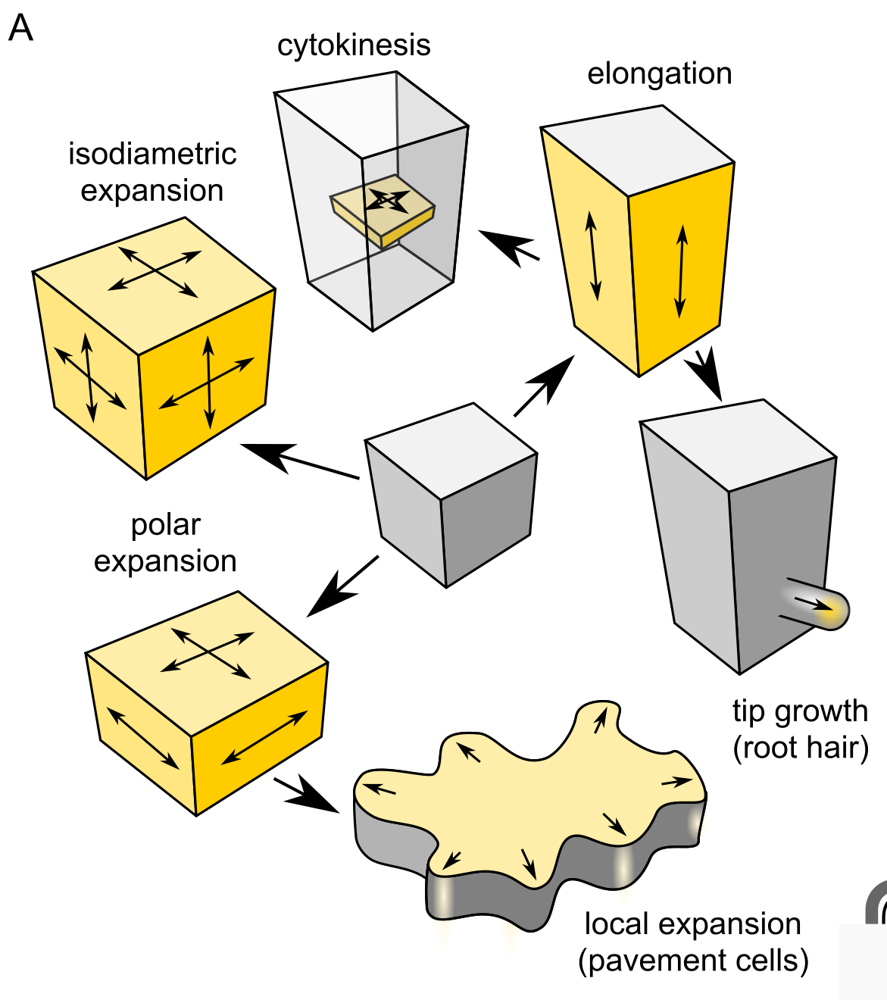 A
cytokinesis
elongation
isodiametric
expansion
polar
expansion
tip growth
(root hair)
local expansion
(pavement cells)